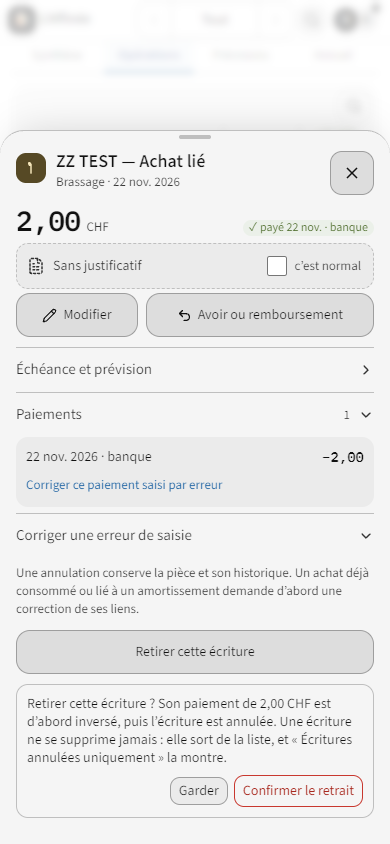 ZZ TEST — Achat lié
Brassage · 22 nov. 2026
2,00 CHF
✓ payé 22 nov. · banque
Sans justificatif
c’est normal
Modifier
Avoir ou remboursement
Échéance et prévision
Paiements
1
22 nov. 2026 · banque
−2,00
Corriger ce paiement saisi par erreur
Corriger une erreur de saisie
Une annulation conserve la pièce et son historique. Un achat déjà
consommé ou lié à un amortissement demande d’abord une
correction de ses liens.
Retirer cette écriture
Retirer cette écriture ? Son paiement de 2,00 CHF est
d’abord inversé, puis l’écriture est annulée. Une écriture
ne se supprime jamais : elle sort de la liste, et « Écritures
annulées uniquement » la montre.
Garder
Confirmer le retrait